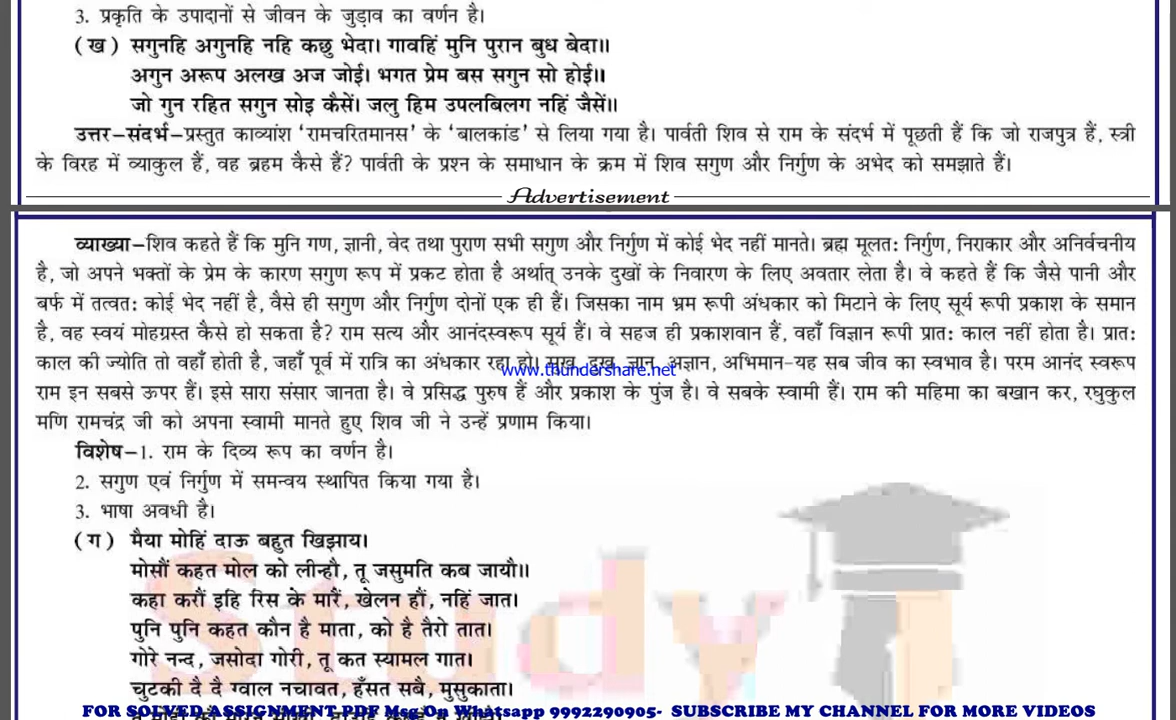 3. प्रकृति के उपादानों से जीवन के जुड़ाव का वर्णन है।
(ख) सगुनहि अगुनहि नहि कछु भेदा। गावहिं मुनि पुरान बुध बेदा॥
अगुन अरूप अलख अज जोई। भगत प्रेम बस सगुन सो होई॥
जो गुन रहित सगुन सोइ कैसें। जलु हिम उपलबिलग नहिं जैसें॥
उत्तर–संदर्भ–प्रस्तुत काव्यांश ‘रामचरितमानस’ के ‘बालकांड’ से लिया गया है। पार्वती शिव से राम के संदर्भ में पूछती हैं कि जो राजपुत्र हैं, स्त्री
के विरह में व्याकुल हैं, वह ब्रहम कैसे हैं? पार्वती के प्रश्न के समाधान के क्रम में शिव सगुण और निर्गुण के अभेद को समझाते हैं।
Advertisement
व्याख्या–शिव कहते हैं कि मुनि गण, ज्ञानी, वेद तथा पुराण सभी सगुण और निर्गुण में कोई भेद नहीं मानते। ब्रह्म मूलत: निर्गुण, निराकार और अनिर्वचनीय
है, जो अपने भक्तों के प्रेम के कारण सगुण रूप में प्रकट होता है अर्थात् उनके दुखों के निवारण के लिए अवतार लेता है। वे कहते हैं कि जैसे पानी और
बर्फ में तत्वत: कोई भेद नहीं है, वैसे ही सगुण और निर्गुण दोनों एक ही हैं। जिसका नाम भ्रम रूपी अंधकार को मिटाने के लिए सूर्य रूपी प्रकाश के समान
है, वह स्वयं मोहग्रस्त कैसे हो सकता है? राम सत्य और आनंदस्वरूप सूर्य हैं। वे सहज ही प्रकाशवान हैं, वहाँ विज्ञान रूपी प्रात: काल नहीं होता है। प्रात:
काल की ज्योति तो वहाँ होती है, जहाँ पूर्व में रात्रि का अंधकार रहा हो। सुख, दुख, ज्ञान, अज्ञान, अभिमान-यह सब जीव का स्वभाव है। परम आनंद स्वरूप
www.thundershare.net
राम इन सबसे ऊपर हैं। इसे सारा संसार जानता है। वे प्रसिद्ध पुरुष हैं और प्रकाश के पुंज है। वे सबके स्वामी हैं। राम की महिमा का बखान कर, रघुकुल
मणि रामचंद्र जी को अपना स्वामी मानते हुए शिव जी ने उन्हें प्रणाम किया।
विशेष–1. राम के दिव्य रूप का वर्णन है।
2. सगुण एवं निर्गुण में समन्वय स्थापित किया गया है।
3. भाषा अवधी है।
(ग) मैया मोहिं दाऊ बहुत खिझाय।
मोसौं कहत मोल को लीन्हौ, तू जसुमति कब जायौ॥
कहा करौं इहि रिस के मारैं, खेलन हौं, नहिं जात।
पुनि पुनि कहत कौन है माता, को है तैरो तात।
गोरे नन्द, जसोदा गोरी, तू कत स्यामल गात।
चुटकी दै दै ग्वाल नचावत, हँसत सबै, मुसुकाता।
Study
FOR SOLVED ASSIGNMENT PDF Msg On Whatsapp 9992290905- SUBSCRIBE MY CHANNEL FOR MORE VIDEOS